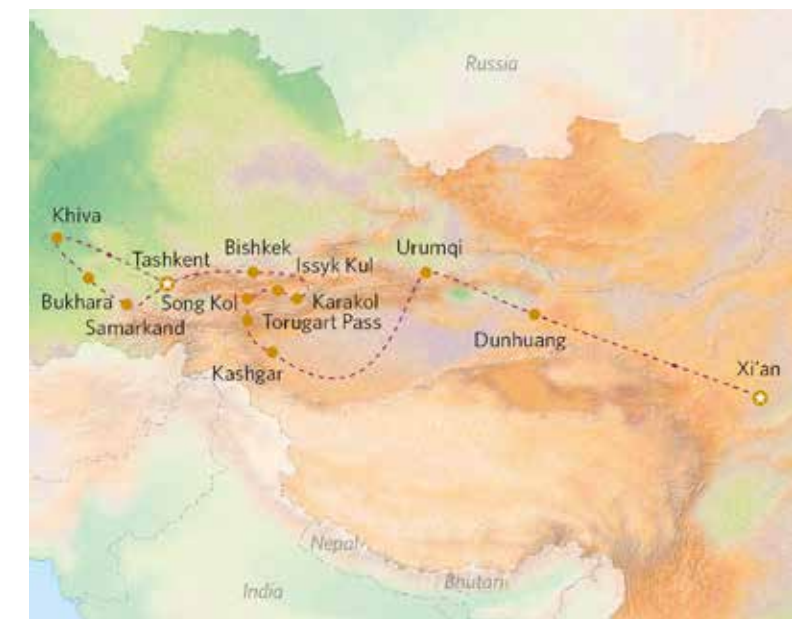 Russia
Khiva
Tashkent
Bishkek
Issyk Kul
Urumqi
Bukhara
Samarkand
Song Kol
Karakol
Torugart Pass
Kashgar
Dunhuang
Xi'an
Nepal
India
Bhutan